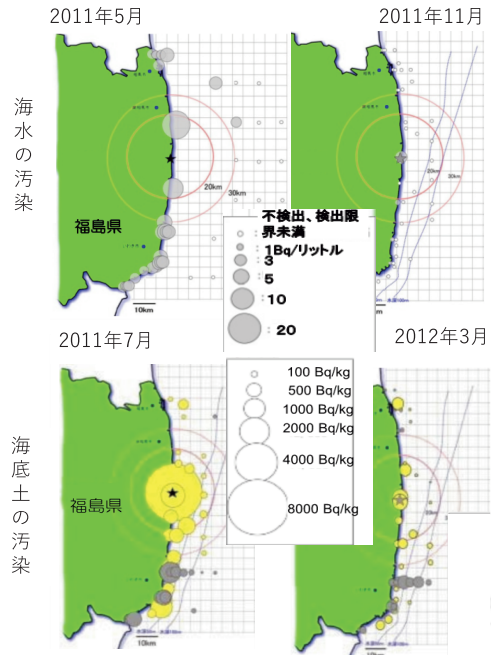 2011年5月
2011年11月
海水の汚染
福島県
20km
30km
20km
30km
不検出、検出限
界未満
1Bq/リットル
: 3
: 5
: 10
: 20
10km
km
2011年7月
2012年3月
海底土の汚染
福島県
100 Bq/kg
500 Bq/kg
1000 Bq/kg
2000 Bq/kg
4000 Bq/kg
8000 Bq/kg
10km
10km